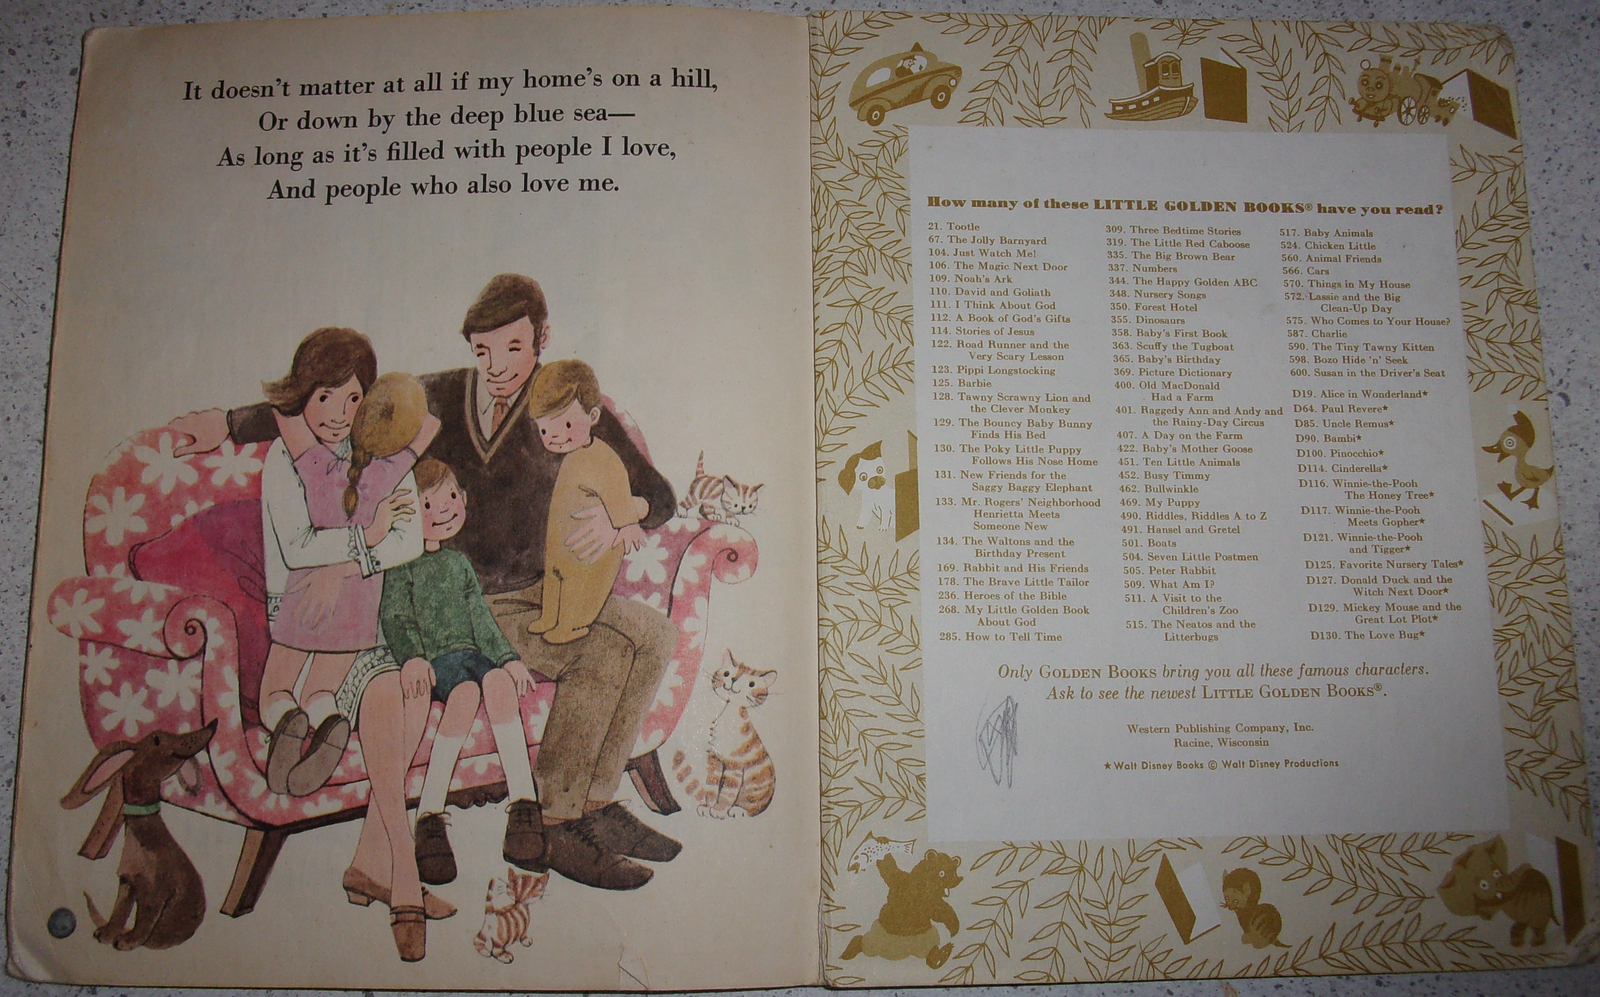 It doesn't matter at all if my home's on a hill,
Or down by the deep blue sea—
As long as it's filled with people I love,
And people who also love me.
How many of these LITTLE GOLDEN BOOKS® have you read?
21. Tootle
67. The Jolly Barnyard
104. Just Watch Me!
106. The Magic Next Door
109. Noah's Ark
110. David and Goliath
111. I Think About God
112. A Book of God's Gifts
114. Stories of Jesus
122. Road Runner and the
Very Scary Lesson
123. Pippi Longstocking
125. Barbie
128. Tawny Scrawny Lion and
the Clever Monkey
129. The Bouncy Baby Bunny
Finds His Bed
130. The Poky Little Puppy
Follows His Nose Home
131. New Friends for the
Saggy Baggy Elephant
133. Mr. Rogers' Neighborhood
Henrietta Meets
Someone New
134. The Waltons and the
Birthday Present
169. Rabbit and His Friends
178. The Brave Little Tailor
236. Heroes of the Bible
268. My Little Golden Book
About God
285. How to Tell Time
309. Three Bedtime Stories
319. The Little Red Caboose
335. The Big Brown Bear
337. Numbers
344. The Happy Golden ABC
348. Nursery Songs
350. Forest Hotel
355. Dinosaurs
358. Baby's First Book
363. Scuffy the Tugboat
365. Baby's Birthday
369. Picture Dictionary
400. Old MacDonald
Had a Farm
401. Raggedy Ann and Andy and
the Rainy-Day Circus
407. A Day on the Farm
422. Baby's Mother Goose
451. Ten Little Animals
452. Busy Timmy
462. Bullwinkle
469. My Puppy
490. Riddles, Riddles A to Z
491. Hansel and Gretel
501. Boats
504. Seven Little Postmen
505. Peter Rabbit
509. What Am I?
511. A Visit to the
Children's Zoo
515. The Neatos and the
Litterbugs
517. Baby Animals
524. Chicken Little
560. Animal Friends
566. Cars
570. Things in My House
572. Lassie and the Big
Clean-Up Day
575. Who Comes to Your House?
587. Charlie
590. The Tiny Tawny Kitten
598. Bozo Hide 'n' Seek
600. Susan in the Driver's Seat
D19. Alice in Wonderland★
D64. Paul Revere★
D85. Uncle Remus★
D90. Bambi★
D100. Pinocchio★
D114. Cinderella★
D116. Winnie-the-Pooh
The Honey Tree★
D117. Winnie-the-Pooh
Meets Gopher★
D121. Winnie-the-Pooh
and Tigger★
D125. Favorite Nursery Tales★
D127. Donald Duck and the
Witch Next Door★
D129. Mickey Mouse and the
Great Lot Plot★
D130. The Love Bug★
Only GOLDEN BOOKS bring you all these famous characters.
Ask to see the newest LITTLE GOLDEN BOOKS®.
Western Publishing Company, Inc.
Racine, Wisconsin
★Walt Disney Books © Walt Disney Productions